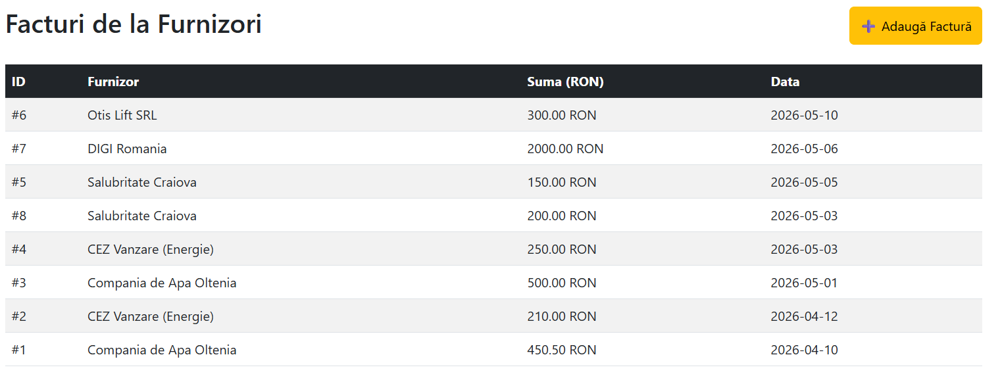 Facturi de la Furnizori
➕ Adaugă Factură
ID Furnizor Suma (RON) Data
#6 Otis Lift SRL 300.00 RON 2026-05-10
#7 DIGI Romania 2000.00 RON 2026-05-06
#5 Salubritate Craiova 150.00 RON 2026-05-05
#8 Salubritate Craiova 200.00 RON 2026-05-03
#4 CEZ Vanzare (Energie) 250.00 RON 2026-05-03
#3 Compania de Apa Oltenia 500.00 RON 2026-05-01
#2 CEZ Vanzare (Energie) 210.00 RON 2026-04-12
#1 Compania de Apa Oltenia 450.50 RON 2026-04-10